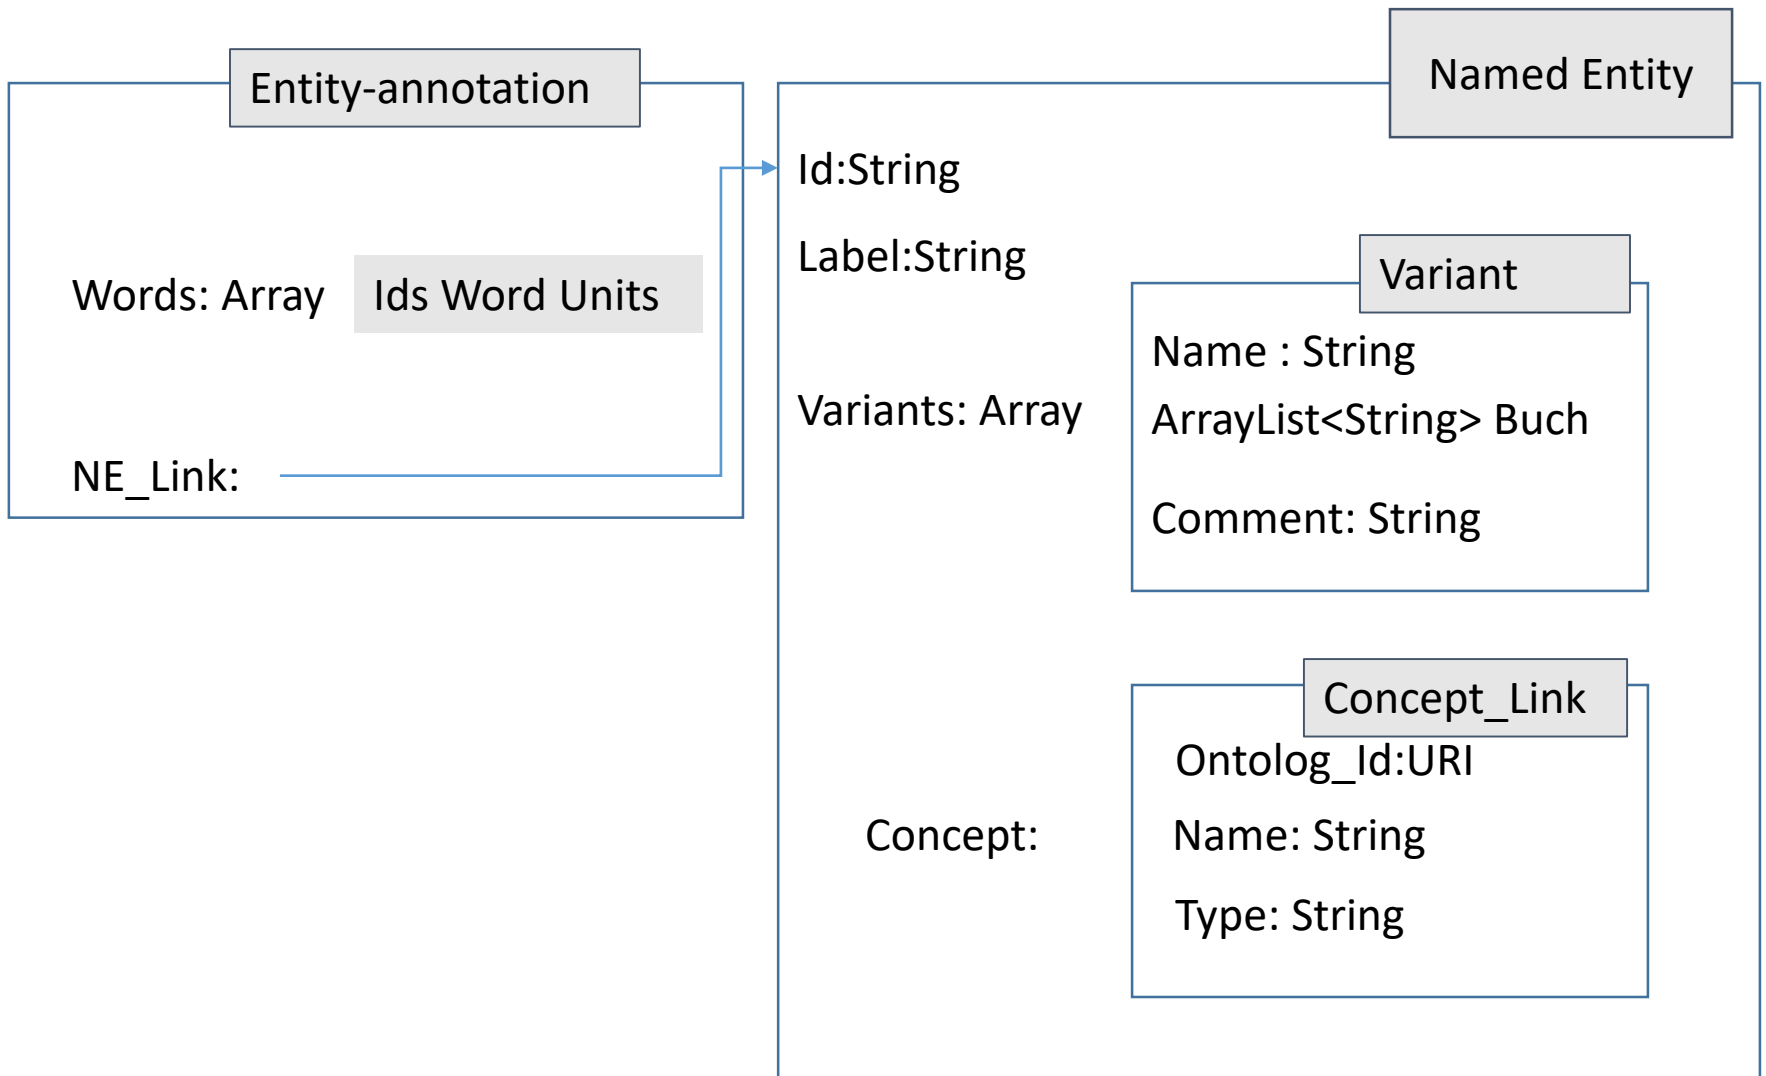 Entity-annotation
Words: Array
Ids Word Units
NE_Link:
Named Entity
Id:String
Label:String
Variants: Array
Variant
Name : String
ArrayList<String> Buch
Comment: String
Concept:
Concept_Link
Ontolog_Id:URI
Name: String
Type: String